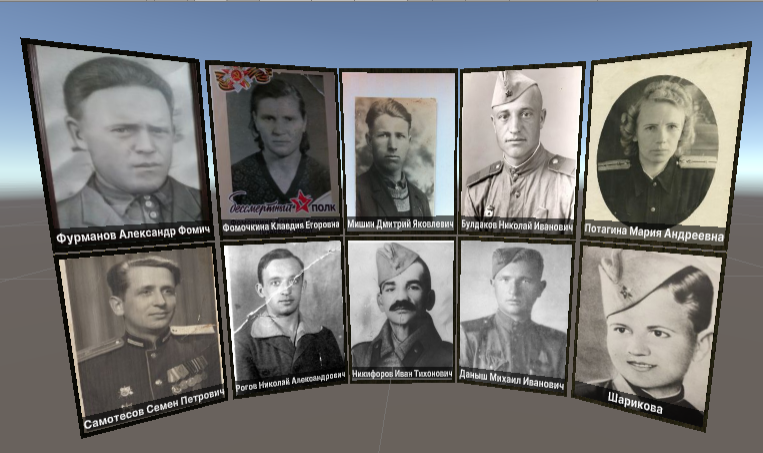 Фурманов Александр Фомич
бессмертный полк
Фомочкина Клавдия Егоровна
Мишин Дмитрий Яковлевич
Булдаков Николай Иванович
Потагина Мария Андреевна
Самотесов Семен Петрович
Рогов Николай Александрович
Никифоров Иван Тихонович
Даныш Михаил Иванович
Шарикова